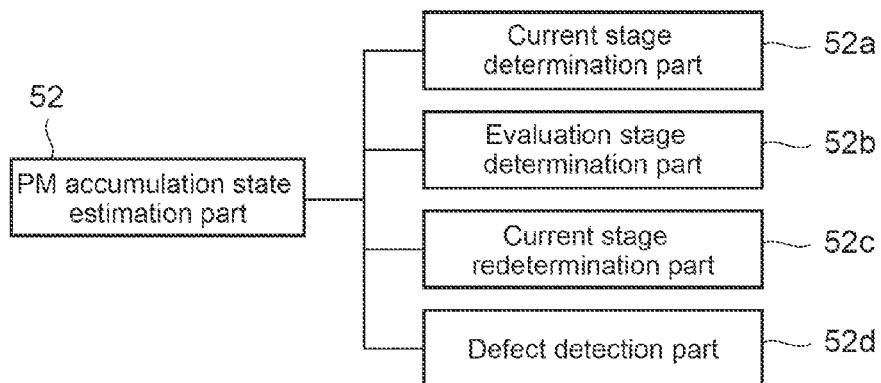 52
PM accumulation state
estimation part
Current stage
determination part
52a
Evaluation stage
determination part
52b
Current stage
redetermination part
52c
Defect detection part
52d